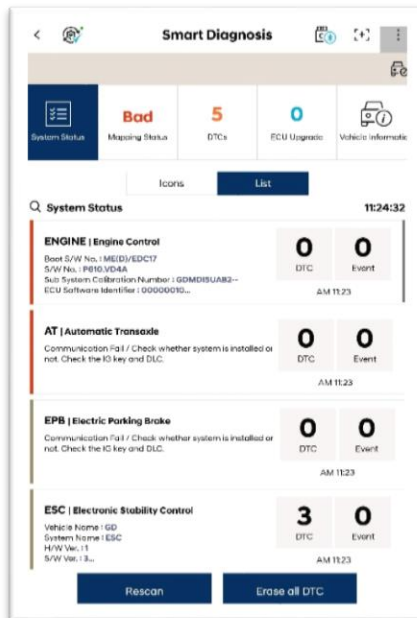 Smart Diagnosis
System Status
Bad
Mapping Status
5
DTCs
0
ECU Upgrade
Vehicle Informatic
Icons
List
System Status
11:24:32
ENGINE | Engine Control
Boot S/W No. : ME(D)/EDC17
S/W No. : P010.VD4A
Sub System Calibration Number : GDMDI5UAB2--
ECU Software Identifier : 00000010...
0
DTC
0
Event
AM 11:23
AT | Automatic Transaxle
Communication Fail / Check whether system is installed or
not. Check the IG key and DLC.
0
DTC
0
Event
AM 11:23
EPB | Electric Parking Brake
Communication Fail / Check whether system is installed or
not. Check the IG key and DLC.
0
DTC
0
Event
AM 11:23
ESC | Electronic Stability Control
Vehicle Name : GD
System Name : ESC
H/W Ver. : 1
S/W Ver. : 3...
3
DTC
0
Event
AM 11:23
Rescan
Erase all DTC